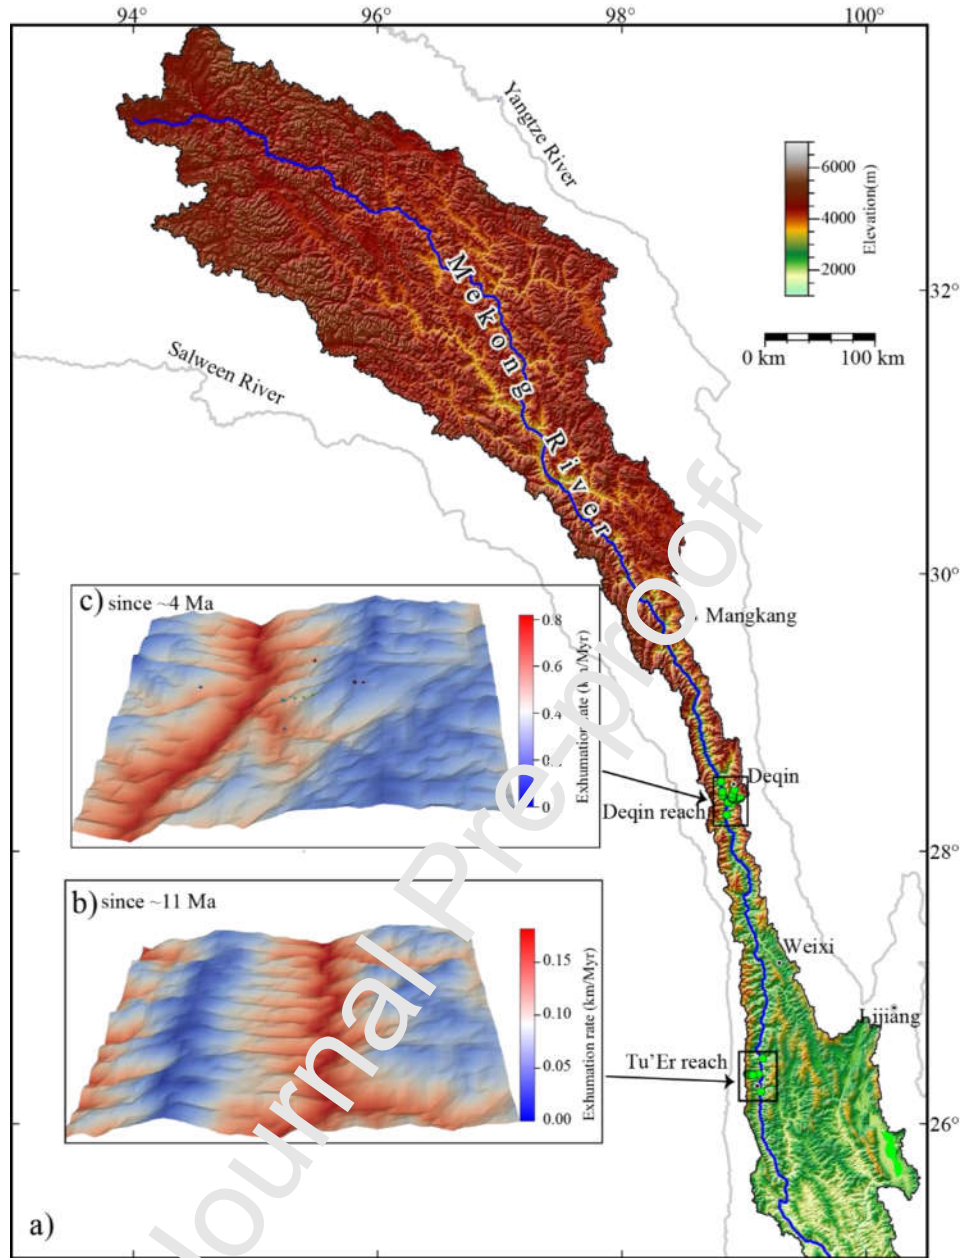 94°
96°
98°
100°
Yangtze River
6000
4000
2000
Elevation(m)
32°
0 km
100 km
Mekong River
Salween River
30°
Mangkang
c) since ~4 Ma
0.8
0.6
0.4
0
Exhumation rate (km/Myr)
Deqin
Deqin reach
28°
b) since ~11 Ma
0.15
0.10
0.05
0.00
Exhumation rate (km/Myr)
Weixi
Lijiang
Tu'Er reach
26°
a)
Journal Pre-proof